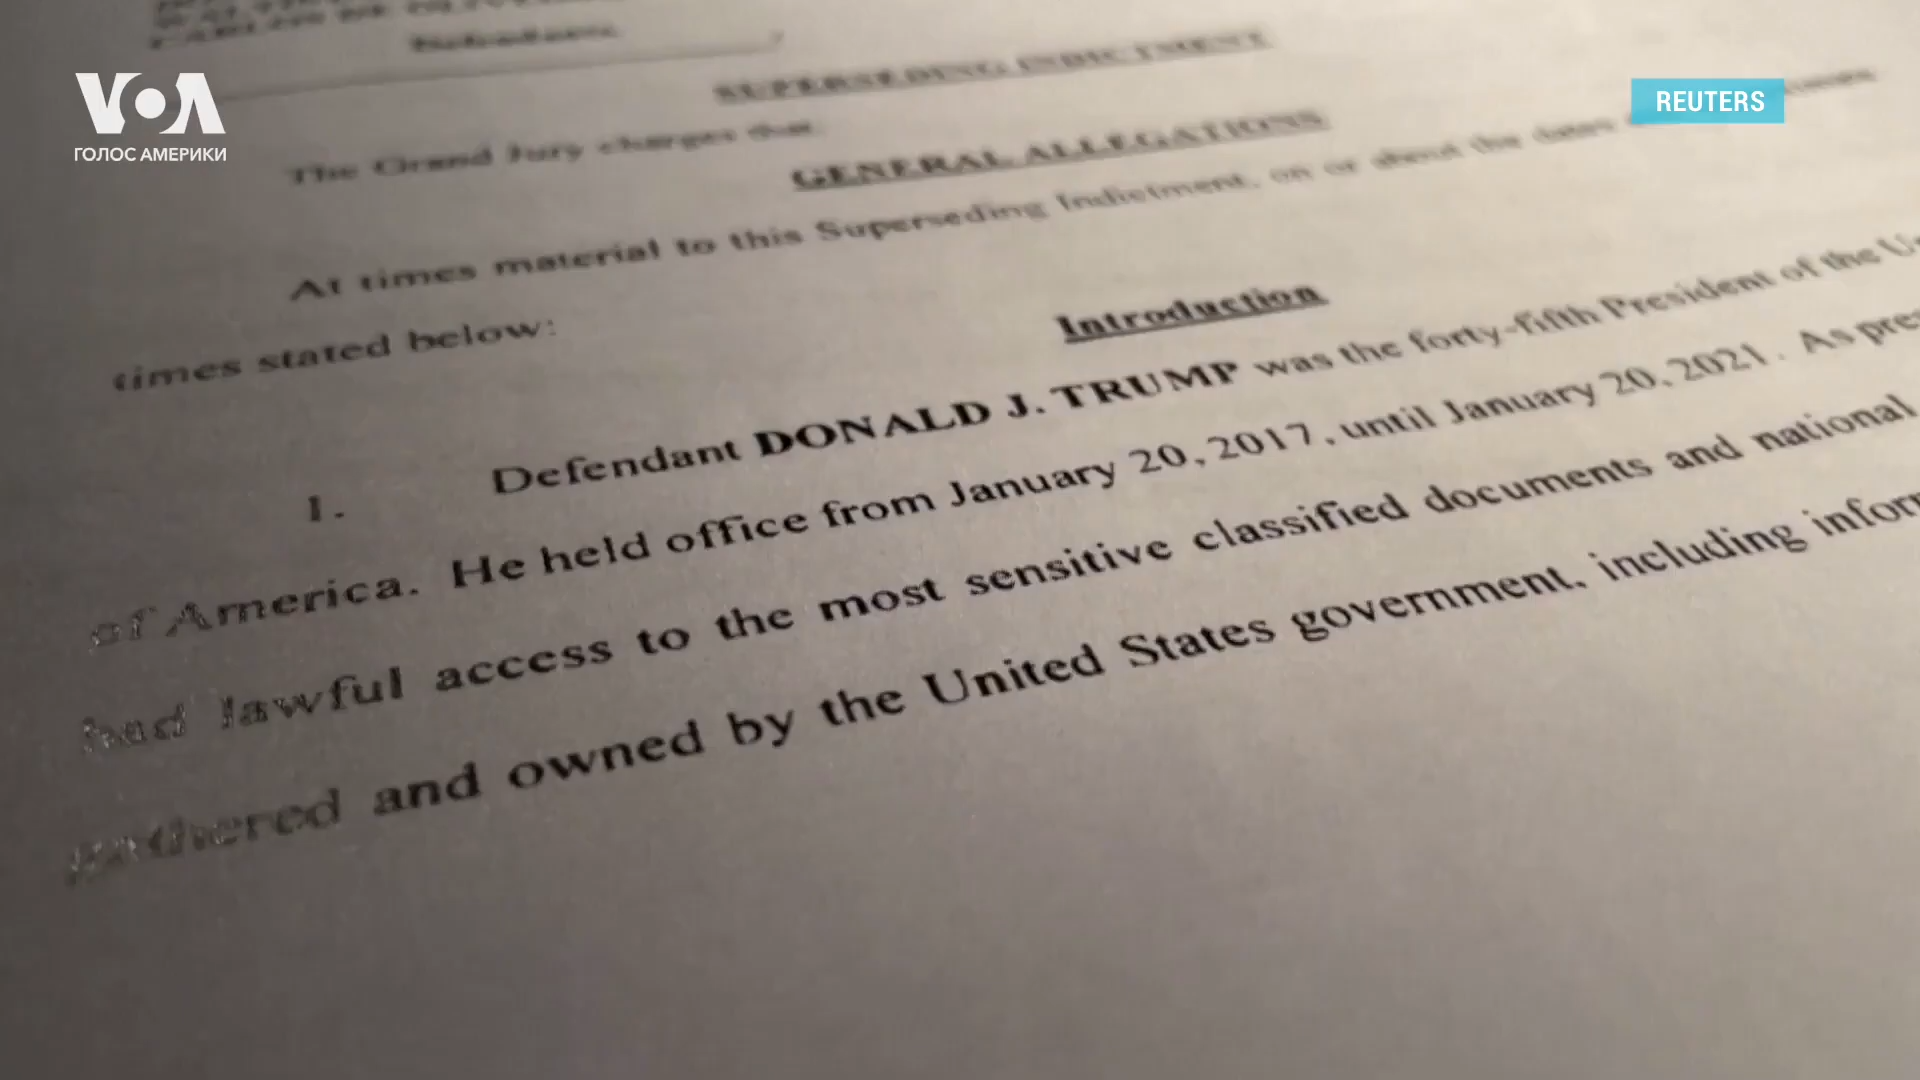 Defendants.
VOA
ГОЛОС АМЕРИКИ
REUTERS
SUPERSEDING INDICTMENT
The Grand Jury charges that:
GENERAL ALLEGATIONS
At times material to this Superseding Indictment, on or about the dates
times stated below:
Introduction
1. Defendant DONALD J. TRUMP was the forty-fifth President of the
of America. He held office from January 20, 2017, until January 20, 2021. As
had lawful access to the most sensitive classified documents and national
gathered and owned by the United States government, including